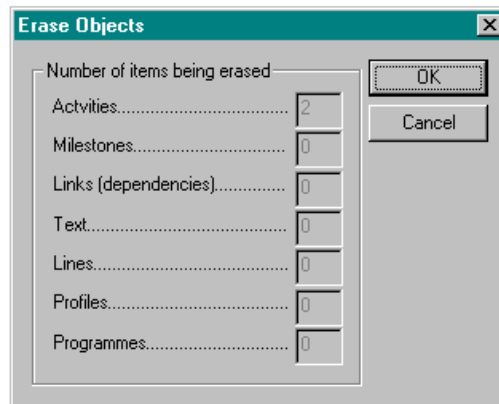 Erase Objects
Number of items being erased
OK
Actvities................................. 2
Cancel
Milestones.............................. 0
Links (dependencies)............. 0
Text......................................... 0
Lines....................................... 0
Profiles.................................... 0
Programmes........................... 0